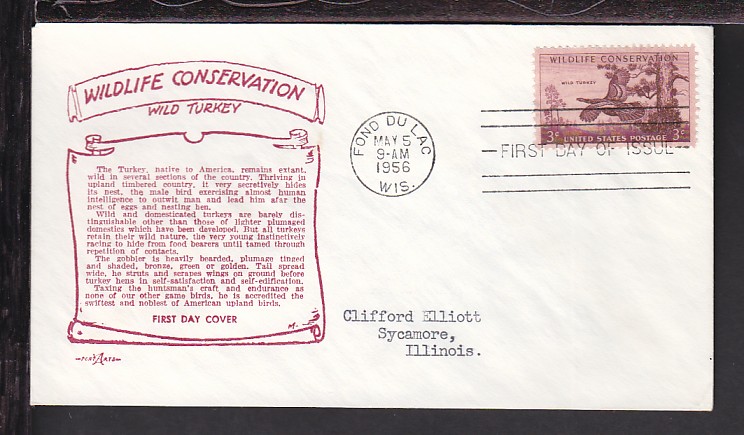 WILDLIFE CONSERVATION
WILD TURKEY
The Turkey, native to America, remains extant,
wild in several sections of the country. Thriving in
upland timbered country, it very secretively hides
its nest, the male bird exercising almost human
intelligence to outwit man and lead him afar the
nest of eggs and nesting hen.
Wild and domesticated turkeys are barely dis-
tinguishable other than those of lighter plumaged
domestics which have been developed. But all turkeys
retain their wild nature, the very young instinctively
racing to hide from food bearers until tamed through
repetition of contacts.
The gobbler is heavily bearded, plumage tinged
and shaded, bronze, green or golden. Tail spread
wide, he struts and scrapes wings on ground before
turkey hens in self-satisfaction and self-edification.
Taxing the huntsman's craft and endurance as
none of our other game birds, he is accredited the
swiftest and noblest of American upland birds.
FIRST DAY COVER
M.
PENT ARTS
FOND DU LAC
MAY 5
9-AM
1956
WIS.
WILDLIFE CONSERVATION
WILD TURKEY
3c 3c
UNITED STATES POSTAGE
FIRST DAY OF ISSUE
Clifford Elliott
Sycamore,
Illinois.